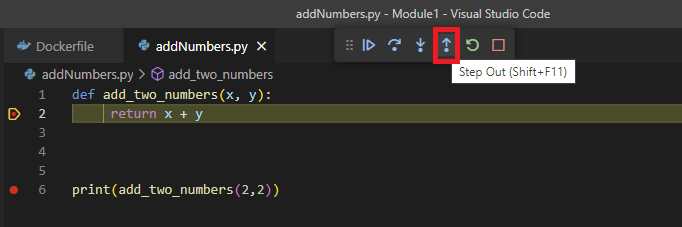 addNumbers.py - Module1 - Visual Studio Code
Dockerfile
addNumbers.py
Step Out (Shift+F11)
addNumbers.py > add_two_numbers
1 def add_two_numbers(x, y):
2 return x + y
3
4
5
6 print(add_two_numbers(2,2))